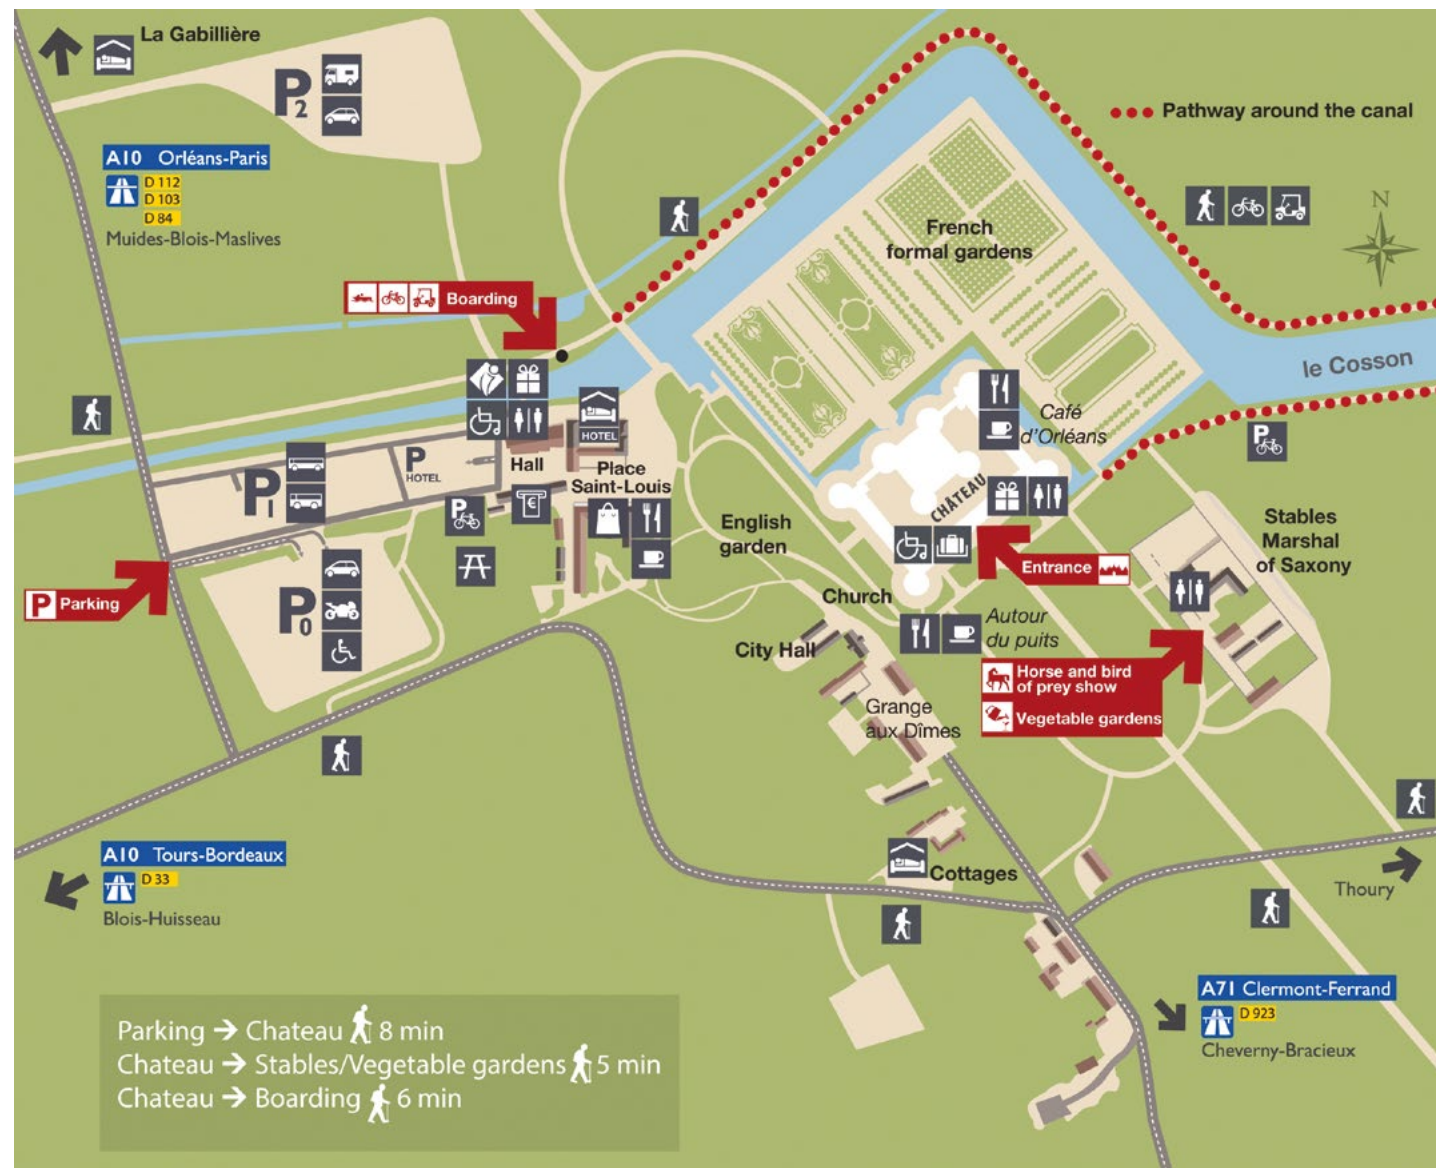 La Gabillière
P2
A10 Orléans-Paris
D 112
D 103
D 84
Muides-Blois-Maslives
Pathway around the canal
N
French
formal gardens
Boarding
le Cosson
Café
d'Orléans
HOTEL
P
HOTEL
Hall
Place
Saint-Louis
P1
P
€
CHÂTEAU
P
English
garden
Stables
Marshal
of Saxony
Entrance
P Parking
P0
Church
Autour
du puits
City Hall
Horse and bird
of prey show
Vegetable gardens
Grange
aux Dîmes
A10 Tours-Bordeaux
D 33
Blois-Huisseau
Cottages
Thoury
A71 Clermont-Ferrand
D 923
Cheverny-Bracieux
Parking → Chateau 8 min
Chateau → Stables/Vegetable gardens 5 min
Chateau → Boarding 6 min